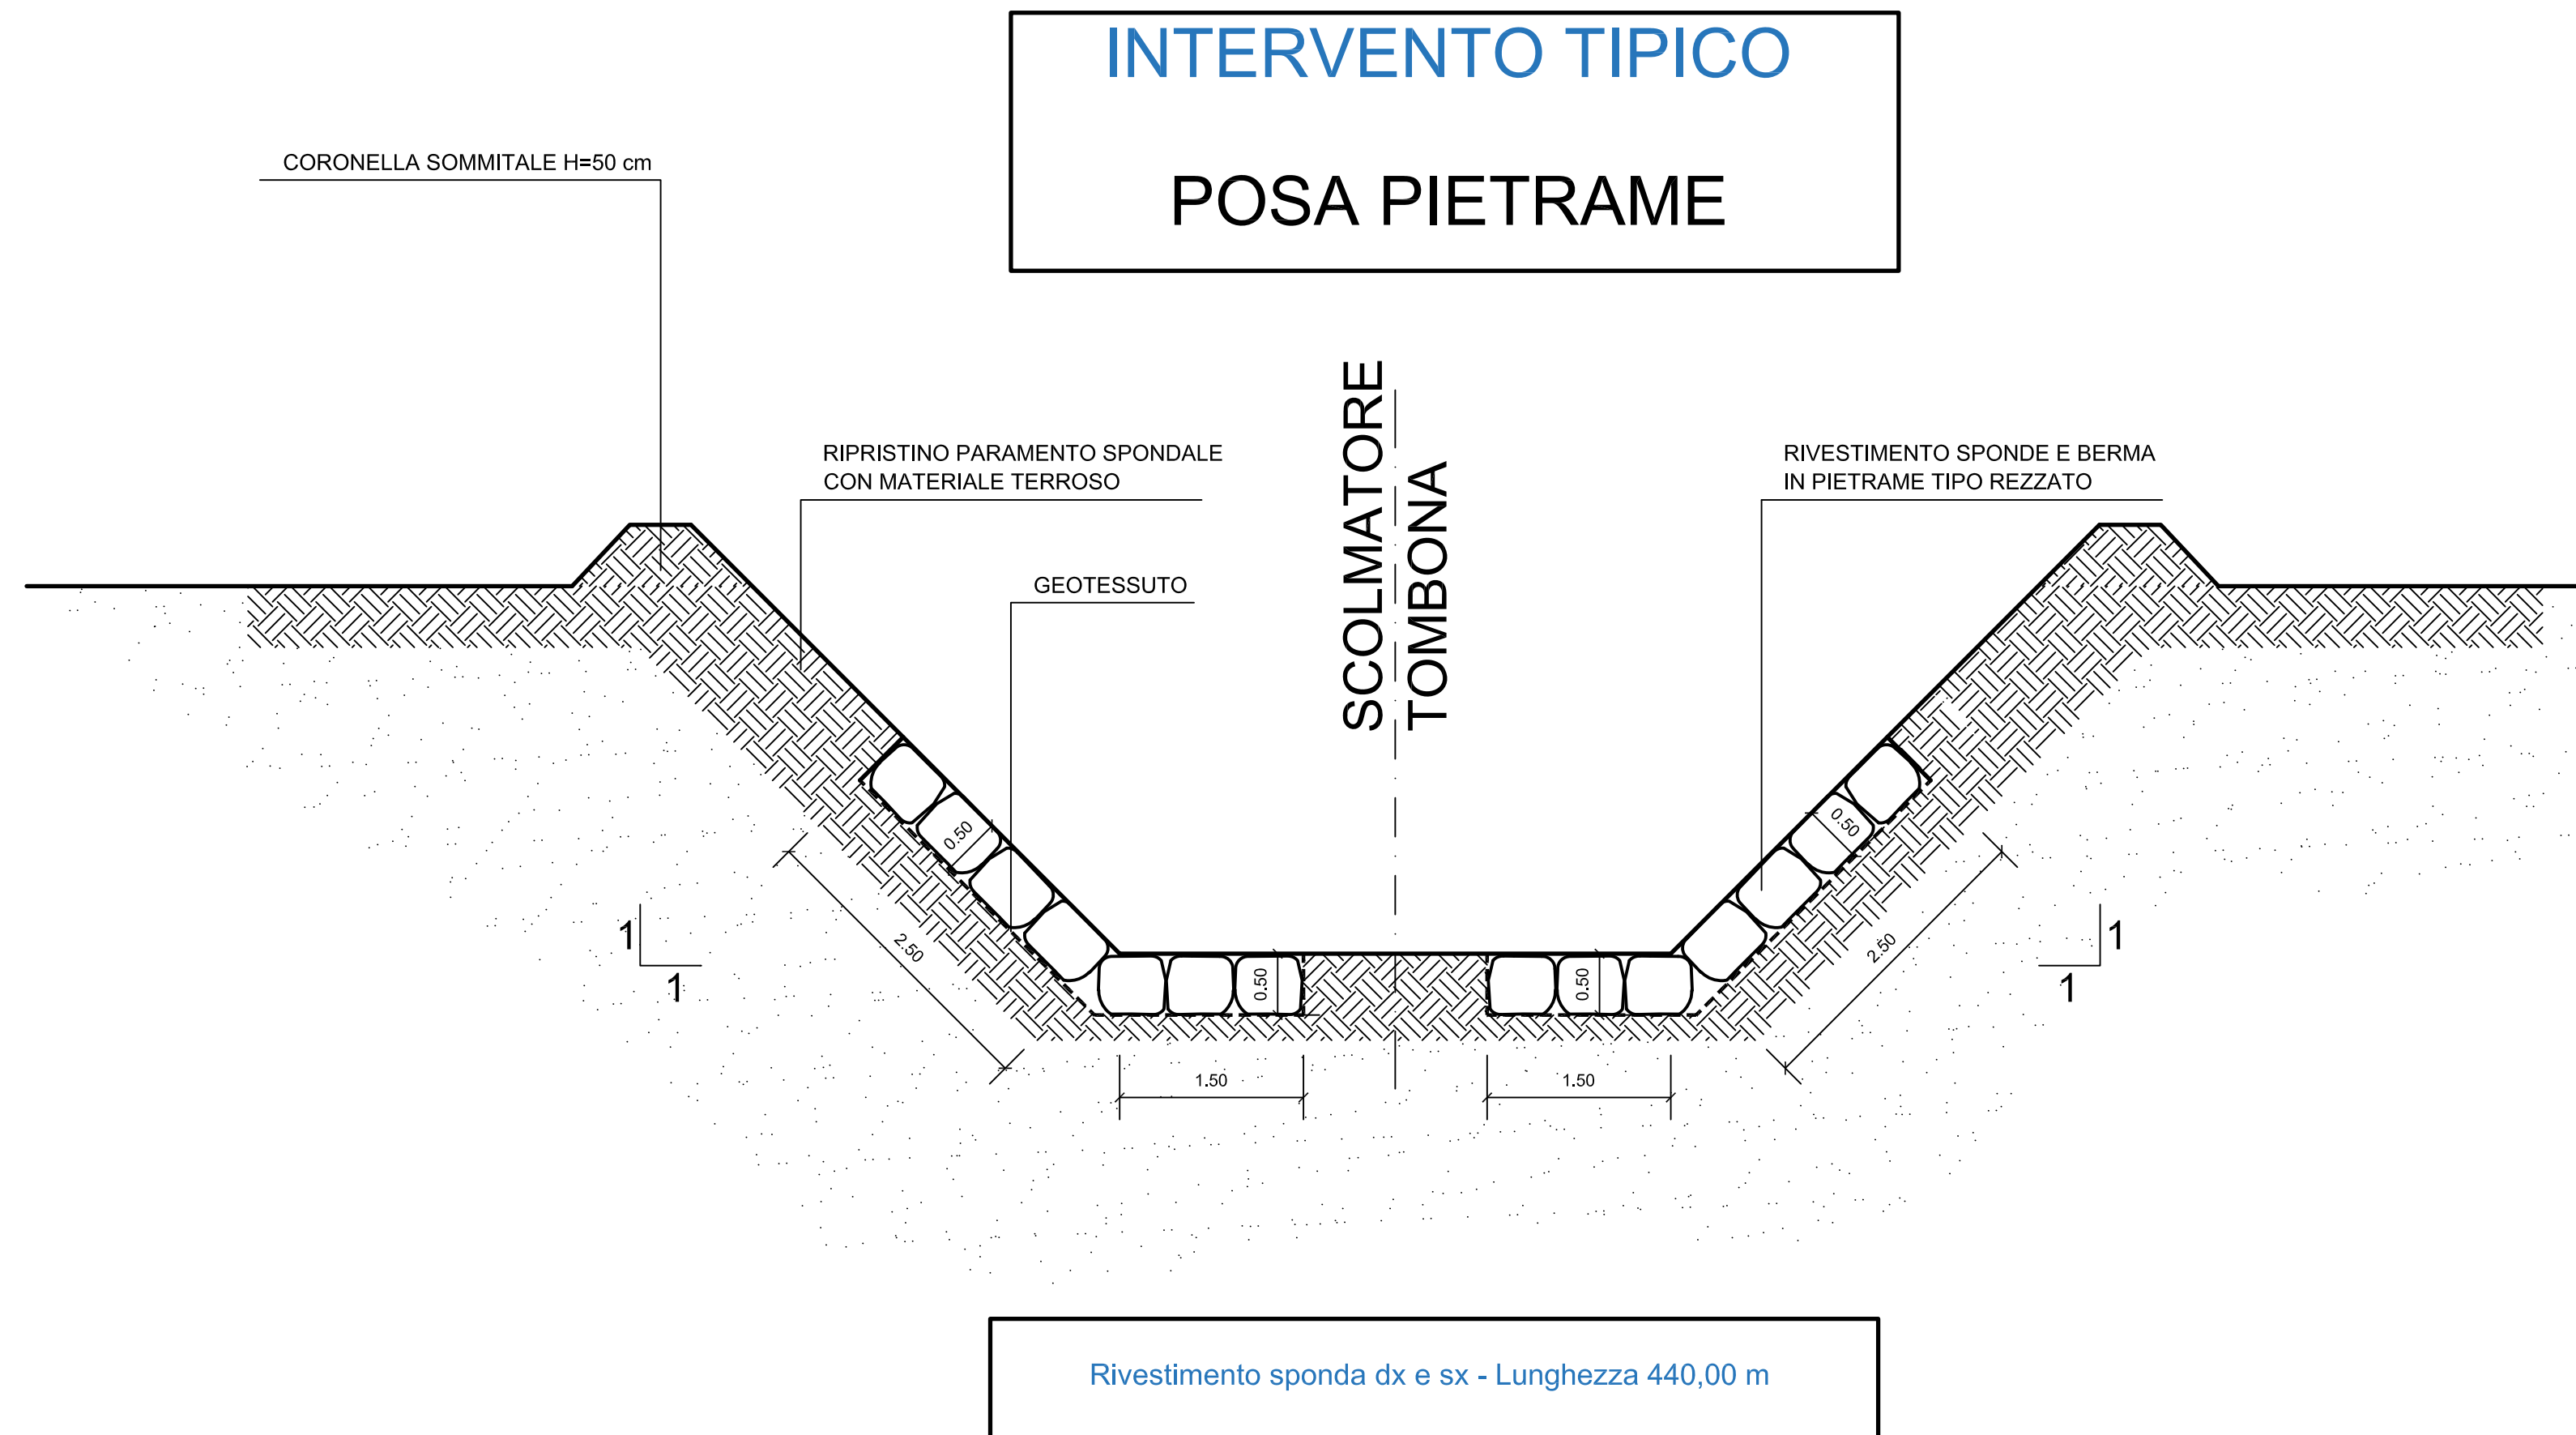 INTERVENTO TIPICO
POSA PIETRAME
CORONELLA SOMMITALE H=50 cm
SCOLMATORE
TOMBONA
RIPRISTINO PARAMENTO SPONDALE
CON MATERIALE TERROSO
RIVESTIMENTO SPONDE E BERMA
IN PIETRAME TIPO REZZATO
GEOTESSUTO
0.50
0.50
2.50
2.50
1
1
1
1
0.50
0.50
1.50
1.50
Rivestimento sponda dx e sx - Lunghezza 440,00 m